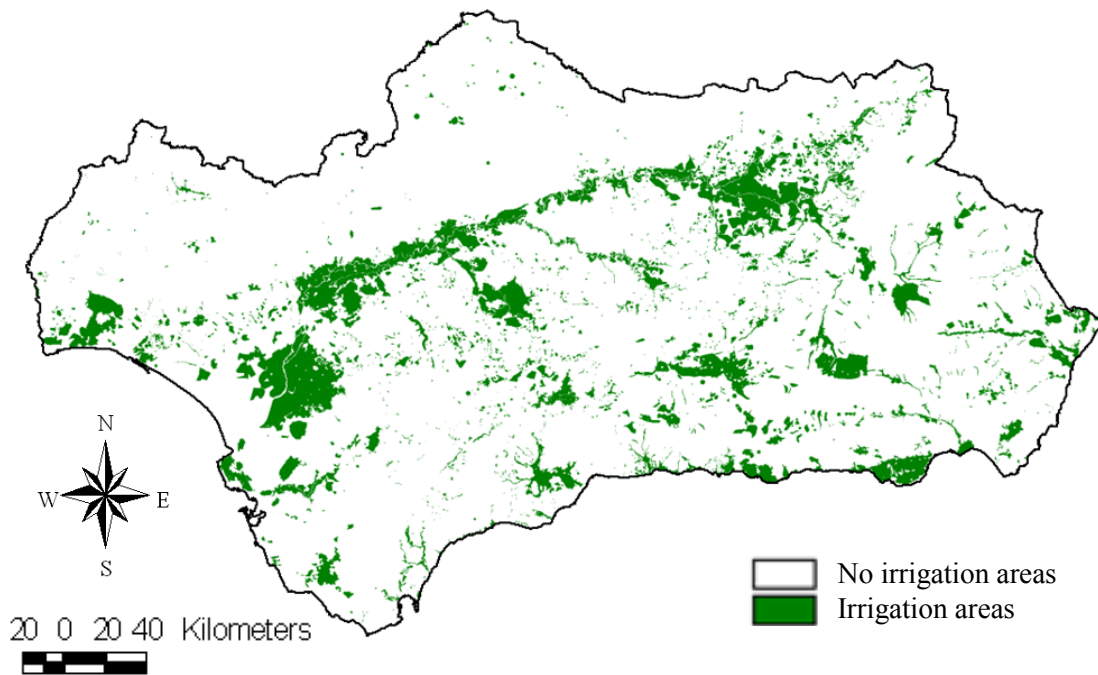 N
W E
S
No irrigation areas
Irrigation areas
20 0 20 40 Kilometers